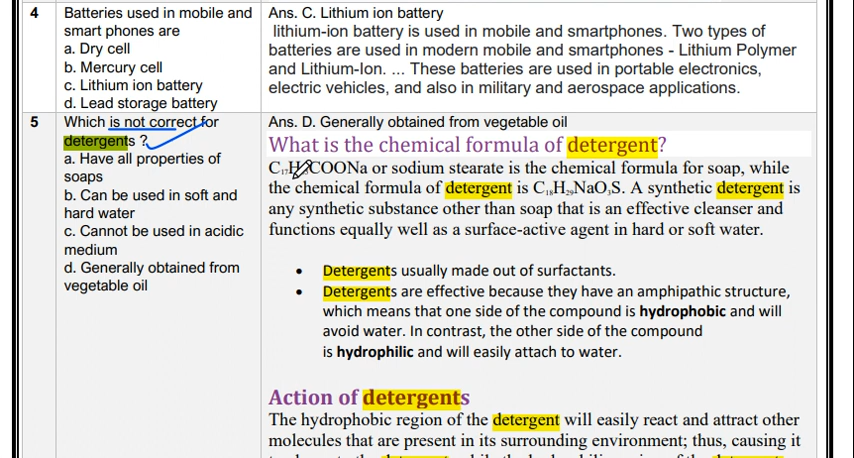 4
Batteries used in mobile and
smart phones are
a. Dry cell
b. Mercury cell
c. Lithium ion battery
d. Lead storage battery
Ans. C. Lithium ion battery
lithium-ion battery is used in mobile and smartphones. Two types of
batteries are used in modern mobile and smartphones - Lithium Polymer
and Lithium-Ion. ... These batteries are used in portable electronics,
electric vehicles, and also in military and aerospace applications.
5
Which is not correct for
detergents ?
a. Have all properties of
soaps
b. Can be used in soft and
hard water
c. Cannot be used in acidic
medium
d. Generally obtained from
vegetable oil
Ans. D. Generally obtained from vegetable oil
What is the chemical formula of detergent?
COONa or sodium stearate is the chemical formula for soap, while
the chemical formula of detergent is C₁₈H₂₉NaO₃S. A synthetic detergent is
any synthetic substance other than soap that is an effective cleanser and
functions equally well as a surface-active agent in hard or soft water.
• Detergents usually made out of surfactants.
• Detergents are effective because they have an amphipathic structure,
which means that one side of the compound is hydrophobic and will
avoid water. In contrast, the other side of the compound
is hydrophilic and will easily attach to water.
Action of detergents
The hydrophobic region of the detergent will easily react and attract other
molecules that are present in its surrounding environment; thus, causing it